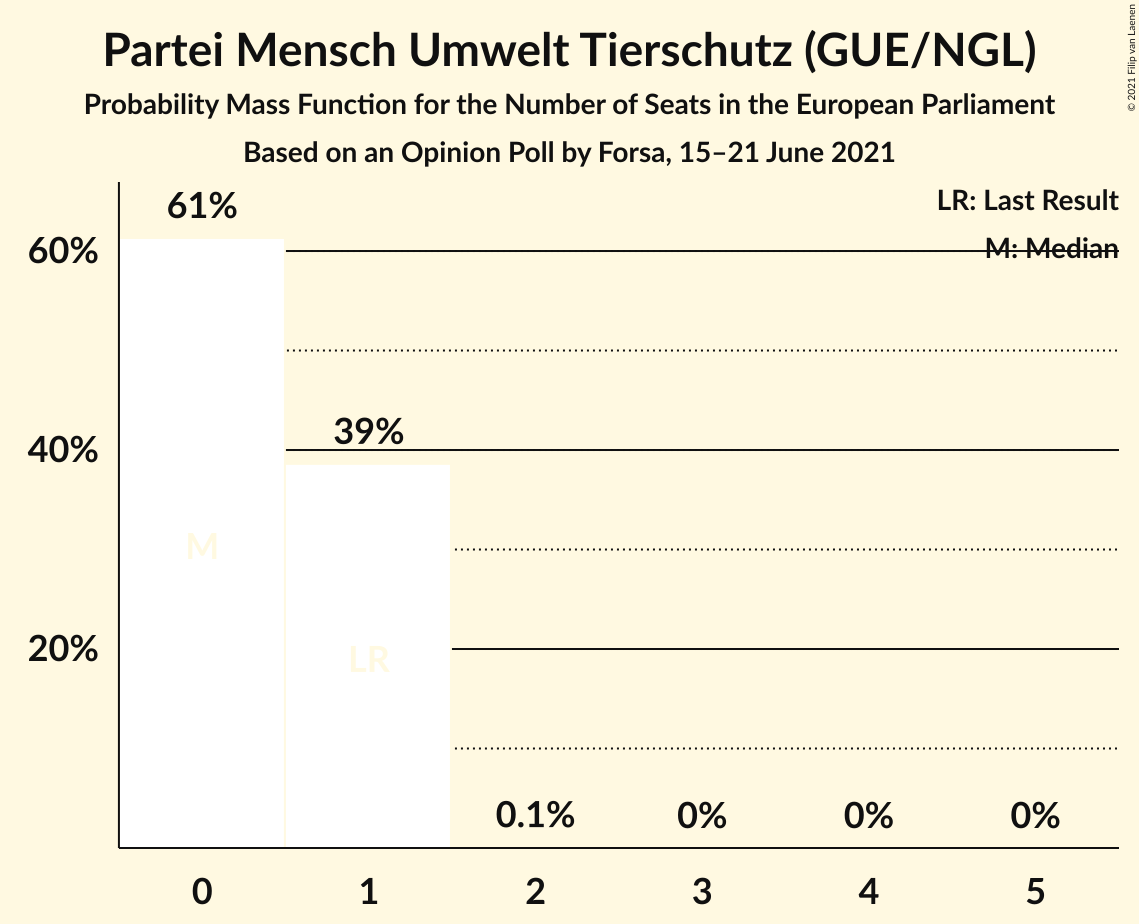 Partei Mensch Umwelt Tierschutz (GUE/NGL)
Probability Mass Function for the Number of Seats in the European Parliament
Based on an Opinion Poll by Forsa, 15–21 June 2021
© 2021 Filip van Laenen
LR: Last Result
M: Median
61%
60%
39%
40%
M
LR
20%
0.1% 0% 0% 0%
0 1 2 3 4 5